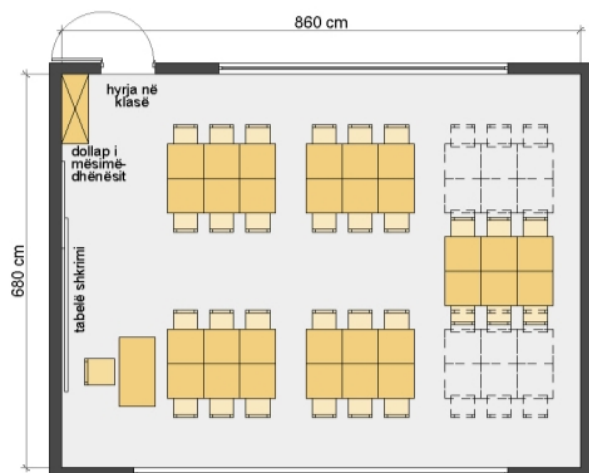 860 cm
hyrja në
klasë
dollap i
mësimë-
dhënësit
680 cm
tabelë shkrimi